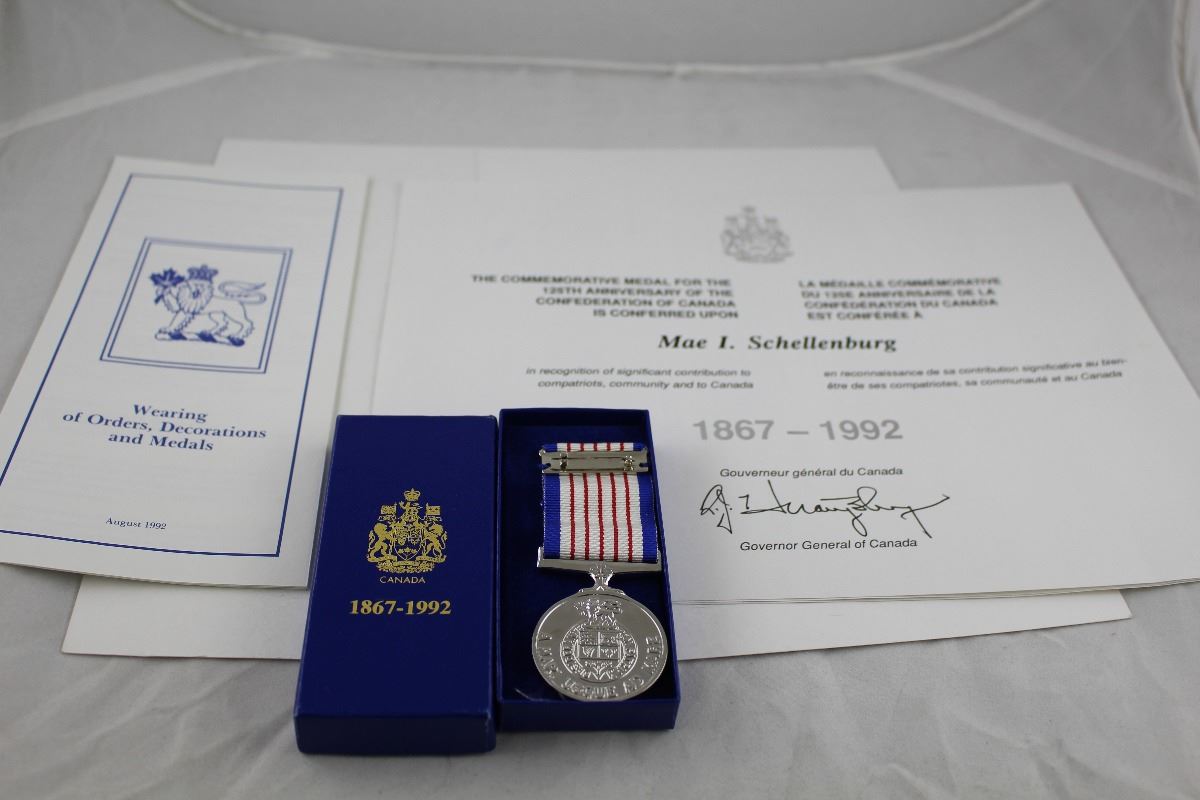 THE COMMEMORATIVE MEDAL FOR THE
125TH ANNIVERSARY OF THE
CONFEDERATION OF CANADA
IS CONFERRED UPON
LA MÉDAILLE COMMÉMORATIVE
DU 125E ANNIVERSAIRE DE LA
CONFÉDÉRATION DU CANADA
EST CONFÉRÉE À
Mae I. Schellenburg
in recognition of significant contribution to
compatriots, community and to Canada
en reconnaissance de sa contribution significative au bien-
être de ses compatriotes, sa communauté et au Canada
1867 – 1992
Gouverneur général du Canada
Governor General of Canada
Wearing
of Orders, Decorations
and Medals
August 1992
CANADA
1867-1992
A MARI USQUE AD